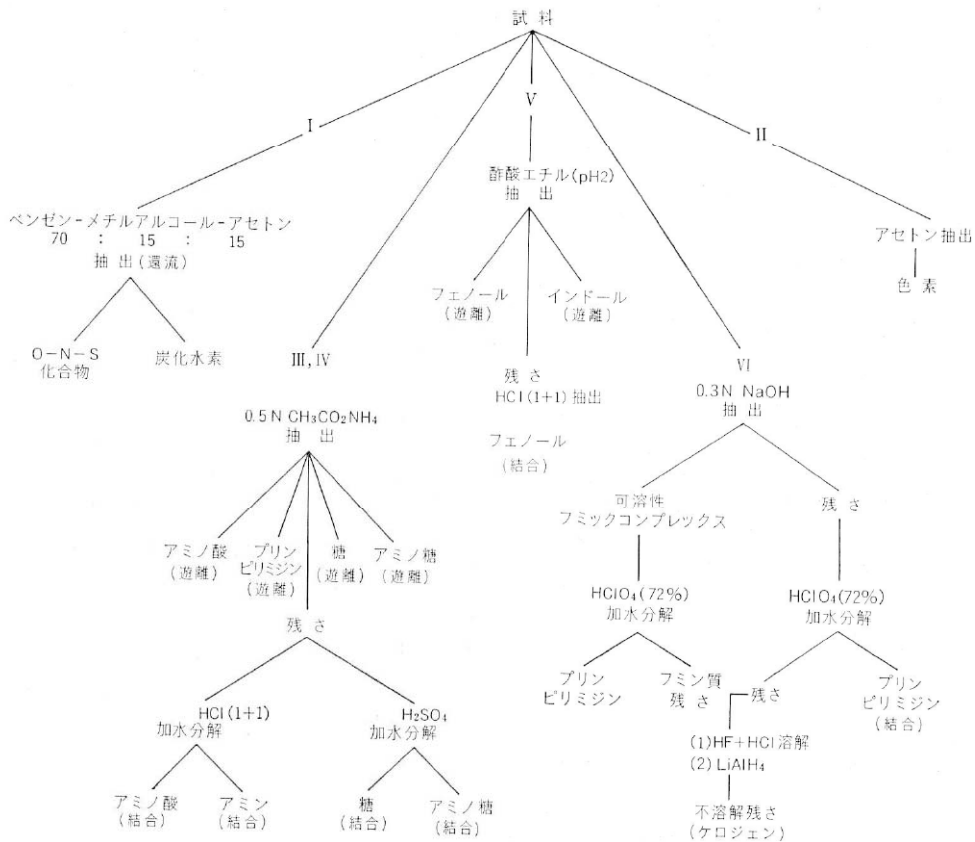 試料
I
V
II
酢酸エチル(pH2)
抽出
ベンゼン-メチルアルコール-アセトン
70 : 15 : 15
抽出(還流)
アセトン抽出
色素
フェノール
(遊離)
インドール
(遊離)
O-N-S
化合物
炭化水素
III, IV
残さ
HCl(1+1)抽出
フェノール
(結合)
VI
0.3N NaOH
抽出
0.5N CH₃CO₂NH₄
抽出
可溶性
フミックコンプレックス
残さ
アミノ酸
(遊離)
プリン
ピリミジン
(遊離)
糖
(遊離)
アミノ糖
(遊離)
HClO₄(72%)
加水分解
HClO₄(72%)
加水分解
残さ
プリン
ピリミジン
フミン質
残さ
残さ
プリン
ピリミジン
(結合)
HCl(1+1)
加水分解
H₂SO₄
加水分解
(1)HF+HCl溶解
(2)LiAlH₄
アミノ酸
(結合)
アミン
(結合)
糖
(結合)
アミノ糖
(結合)
不溶解残さ
(ケロジェン)